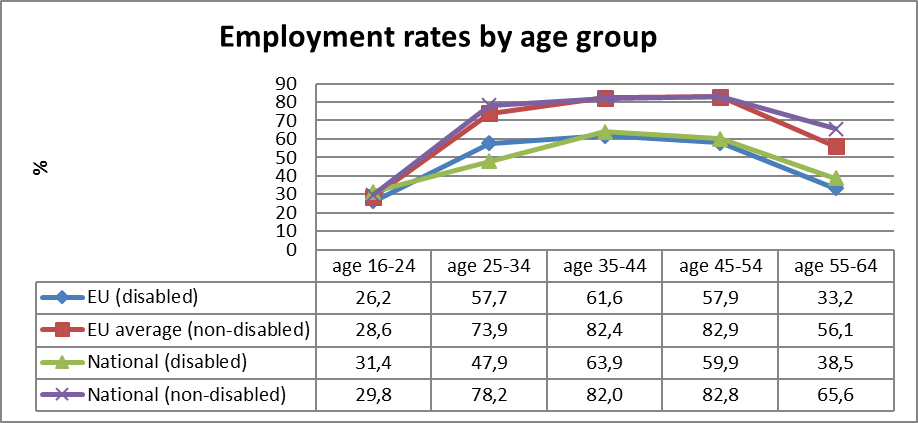 Employment rates by age group
%
90
80
70
60
50
40
30
20
10
0
age 16-24 age 25-34 age 35-44 age 45-54 age 55-64
EU (disabled) 26,2 57,7 61,6 57,9 33,2
EU average (non-disabled) 28,6 73,9 82,4 82,9 56,1
National (disabled) 31,4 47,9 63,9 59,9 38,5
National (non-disabled) 29,8 78,2 82,0 82,8 65,6